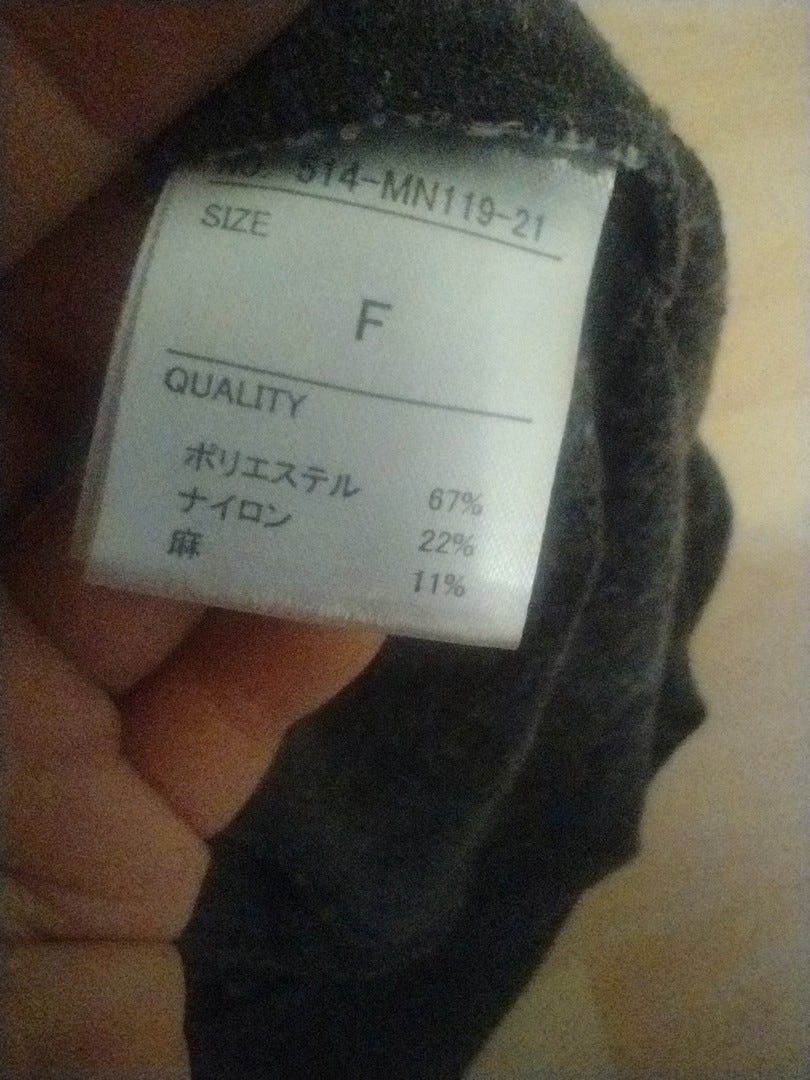 NO. 514-MN119-21
SIZE
F
QUALITY
ポリエステル 67%
ナイロン 22%
麻 11%